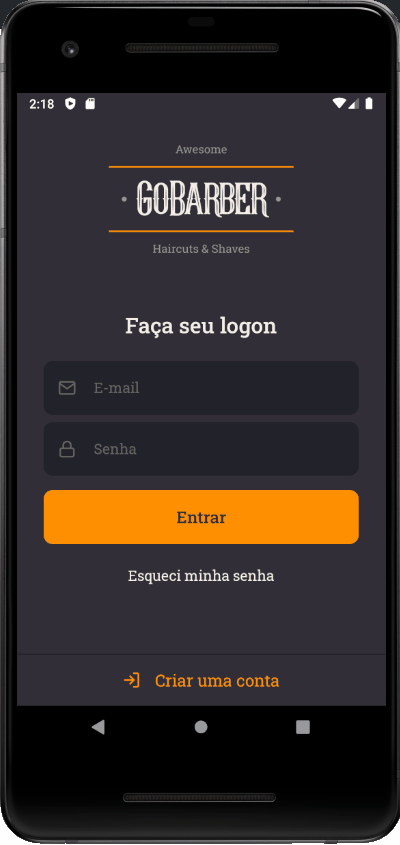 2:18
Awesome
GOBARBER
Haircuts & Shaves
Faça seu logon
E-mail
Senha
Entrar
Esqueci minha senha
Criar uma conta